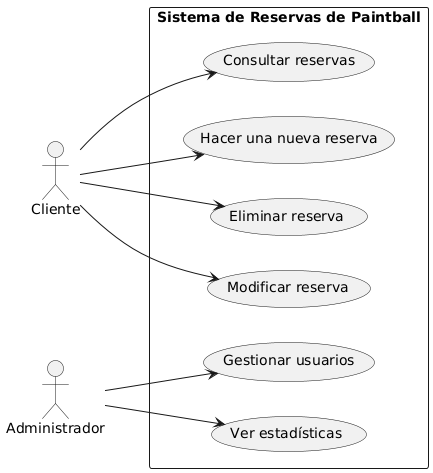 Sistema de Reservas de Paintball
Consultar reservas
Hacer una nueva reserva
Cliente
Eliminar reserva
Modificar reserva
Gestionar usuarios
Administrador
Ver estadísticas